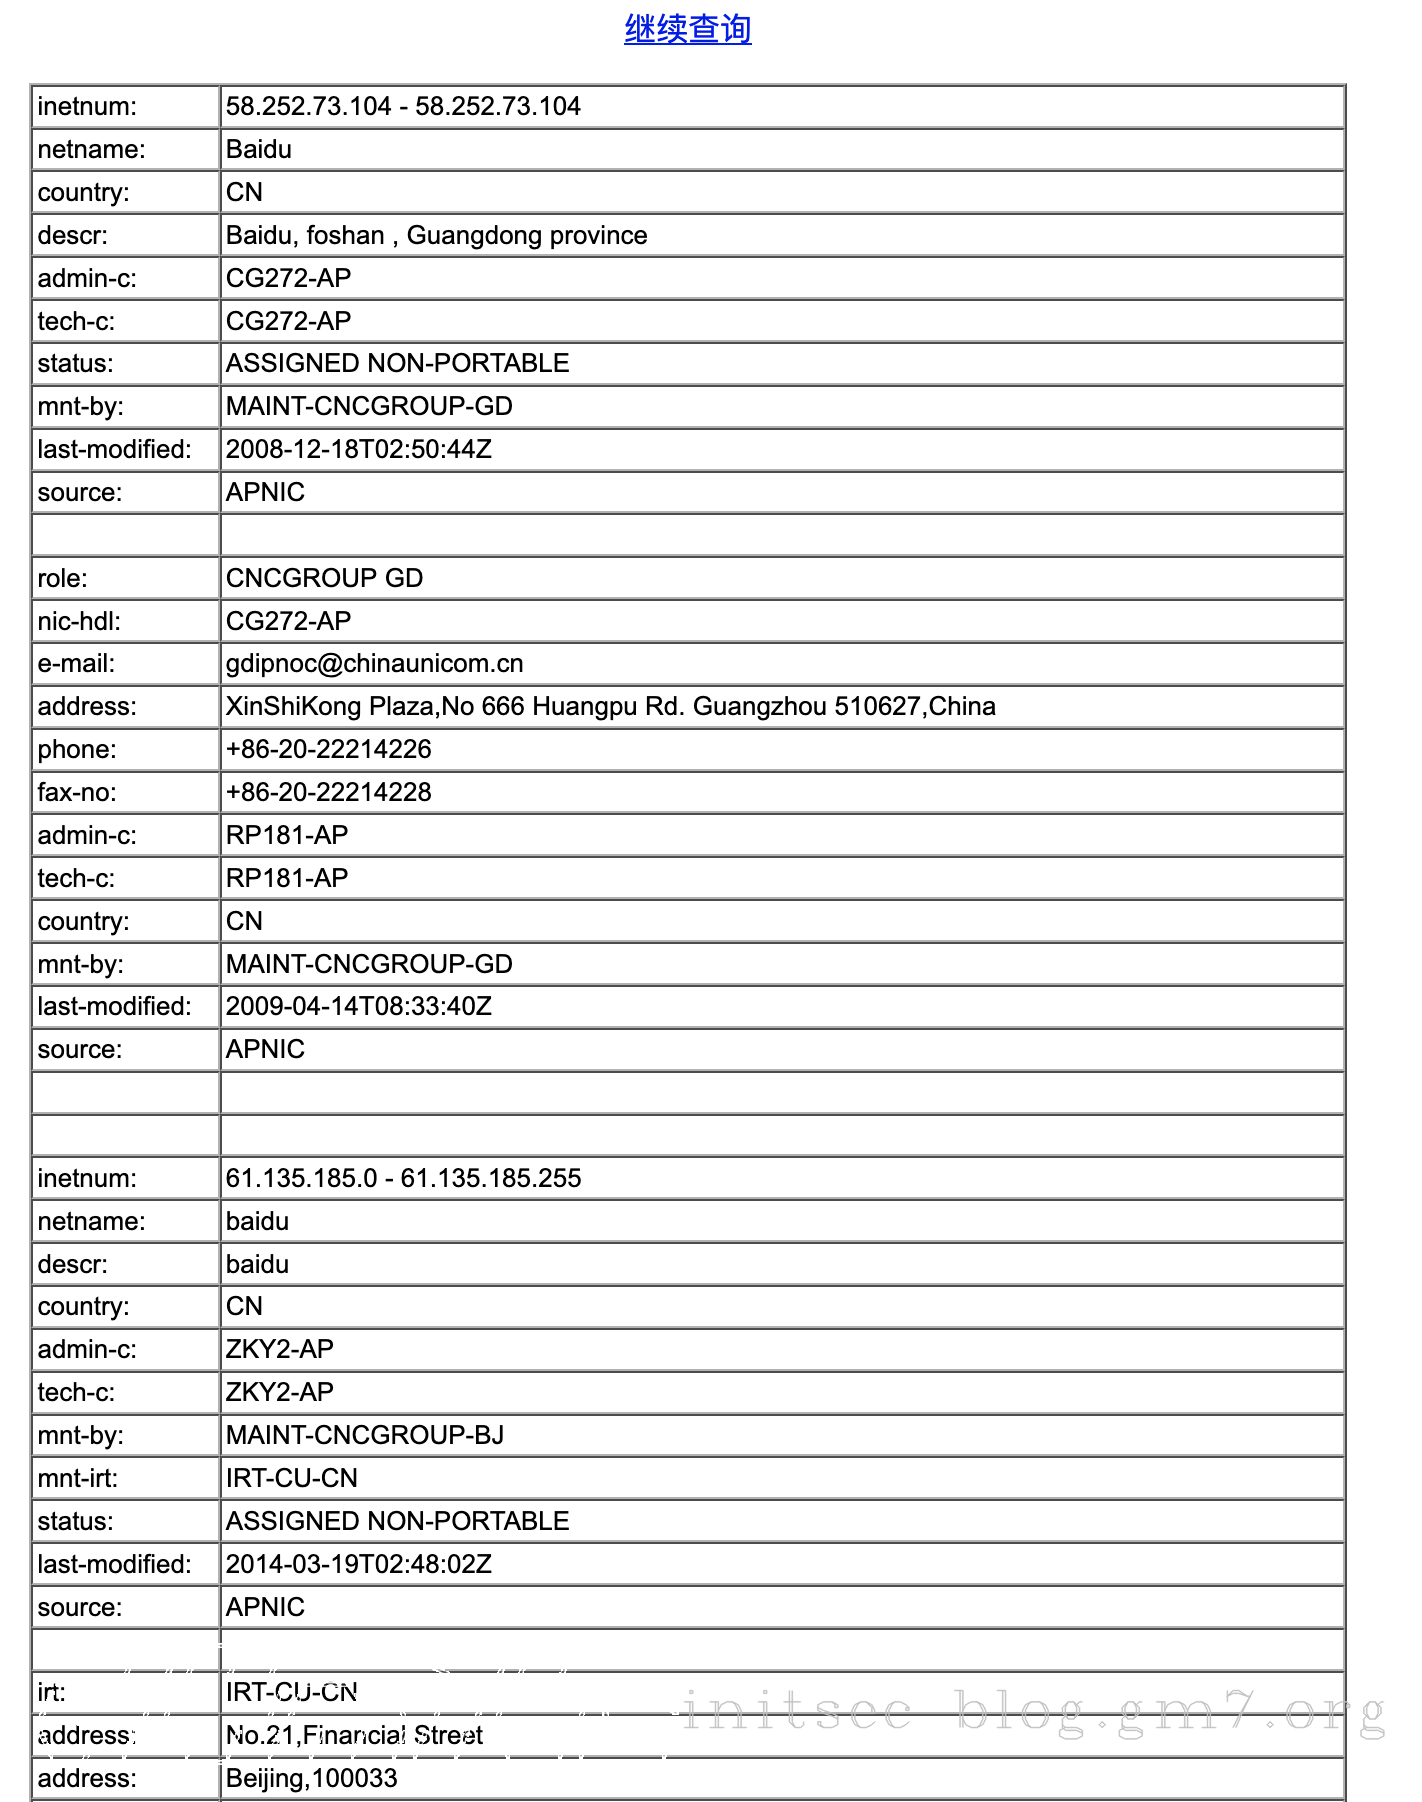 继续查询
inetnum: 58.252.73.104 - 58.252.73.104
netname: Baidu
country: CN
descr: Baidu, foshan , Guangdong province
admin-c: CG272-AP
tech-c: CG272-AP
status: ASSIGNED NON-PORTABLE
mnt-by: MAINT-CNCGROUP-GD
last-modified: 2008-12-18T02:50:44Z
source: APNIC
role: CNCGROUP GD
nic-hdl: CG272-AP
e-mail: gdipnoc@chinaunicom.cn
address: XinShiKong Plaza,No 666 Huangpu Rd. Guangzhou 510627,China
phone: +86-20-22214226
fax-no: +86-20-22214228
admin-c: RP181-AP
tech-c: RP181-AP
country: CN
mnt-by: MAINT-CNCGROUP-GD
last-modified: 2009-04-14T08:33:40Z
source: APNIC
inetnum: 61.135.185.0 - 61.135.185.255
netname: baidu
descr: baidu
country: CN
admin-c: ZKY2-AP
tech-c: ZKY2-AP
mnt-by: MAINT-CNCGROUP-BJ
mnt-irt: IRT-CU-CN
status: ASSIGNED NON-PORTABLE
last-modified: 2014-03-19T02:48:02Z
source: APNIC
irt: IRT-CU-CN
address: No.21,Financial Street
address: Beijing,100033
initsec blog.gm7.org